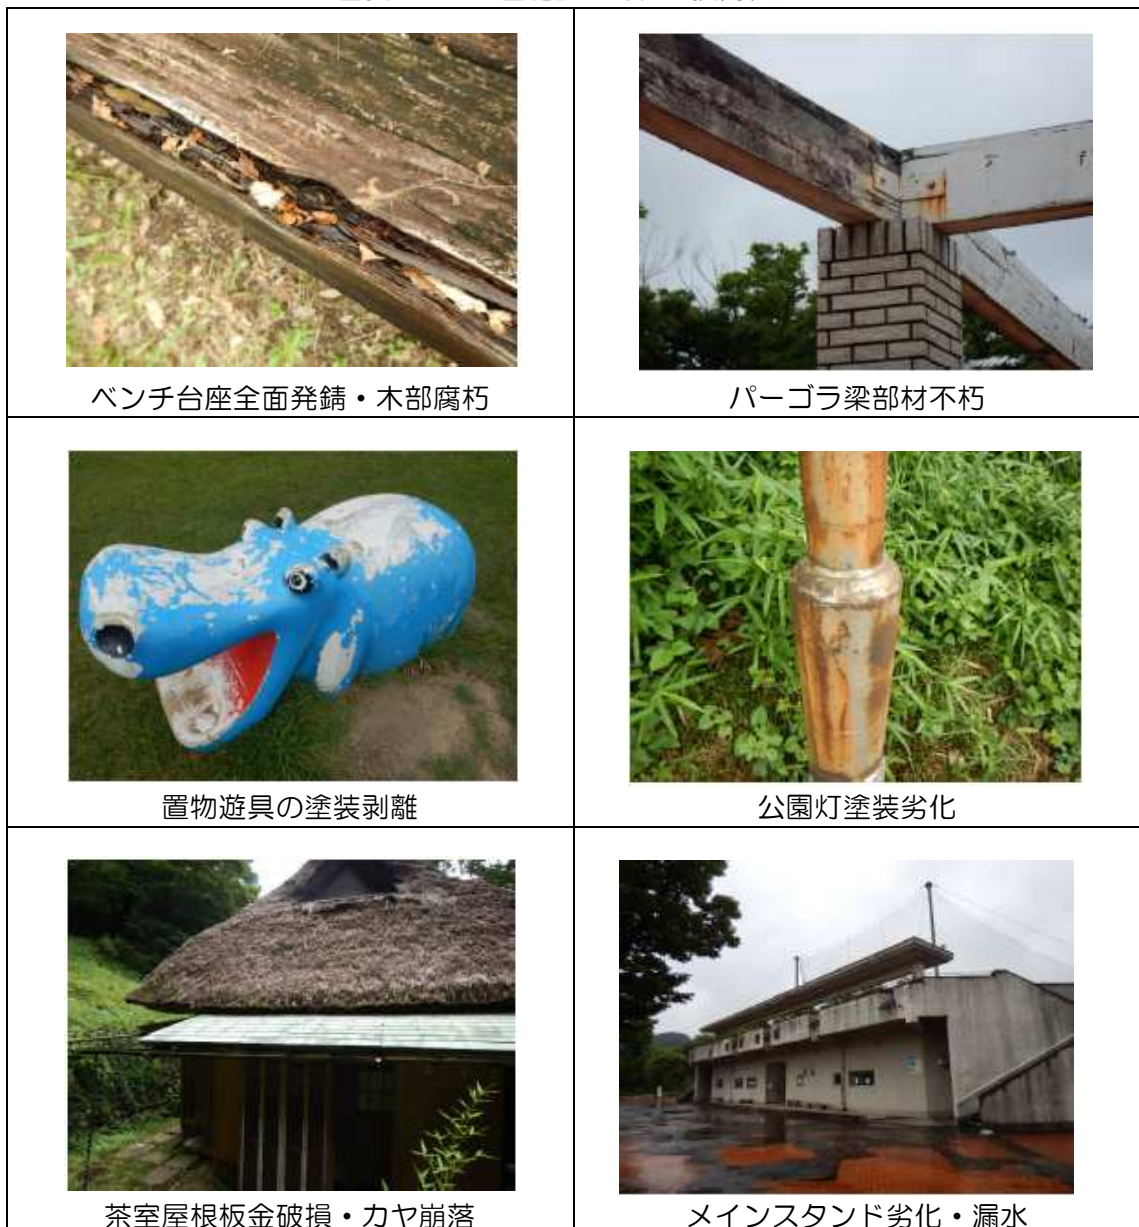 ベンチ台座全面発錆・木部腐朽
パーゴラ梁部材不朽
置物遊具の塗装剥離
公園灯塗装劣化
茶室屋根板金破損・カヤ崩落
メインスタンド劣化・漏水